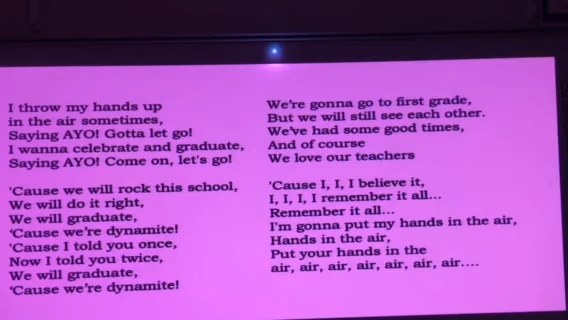 I throw my hands up
in the air sometimes,
Saying AYO! Gotta let go!
I wanna celebrate and graduate,
Saying AYO! Come on, let's go!
'Cause we will rock this school,
We will do it right,
We will graduate,
'Cause we're dynamite!
'Cause I told you once,
Now I told you twice,
We will graduate,
'Cause we're dynamite!
We're gonna go to first grade,
But we will still see each other.
We've had some good times,
And of course
We love our teachers
'Cause I, I, I believe it,
I, I, I, I remember it all...
Remember it all...
I'm gonna put my hands in the air,
Hands in the air,
Put your hands in the
air, air, air, air, air, air, air....